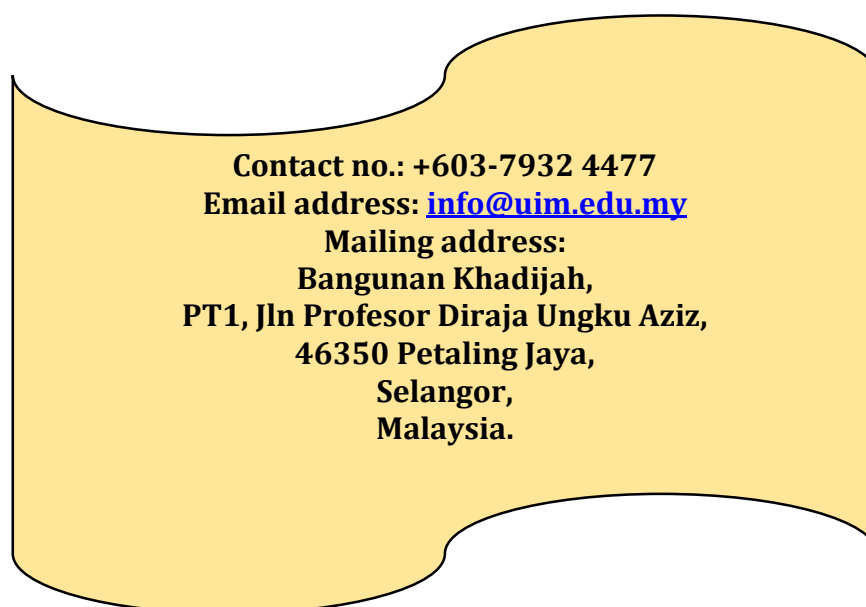 Contact no.: +603-7932 4477
Email address: info@uim.edu.my
Mailing address:
Bangunan Khadijah,
PT1, Jln Profesor Diraja Ungku Aziz,
46350 Petaling Jaya,
Selangor,
Malaysia.